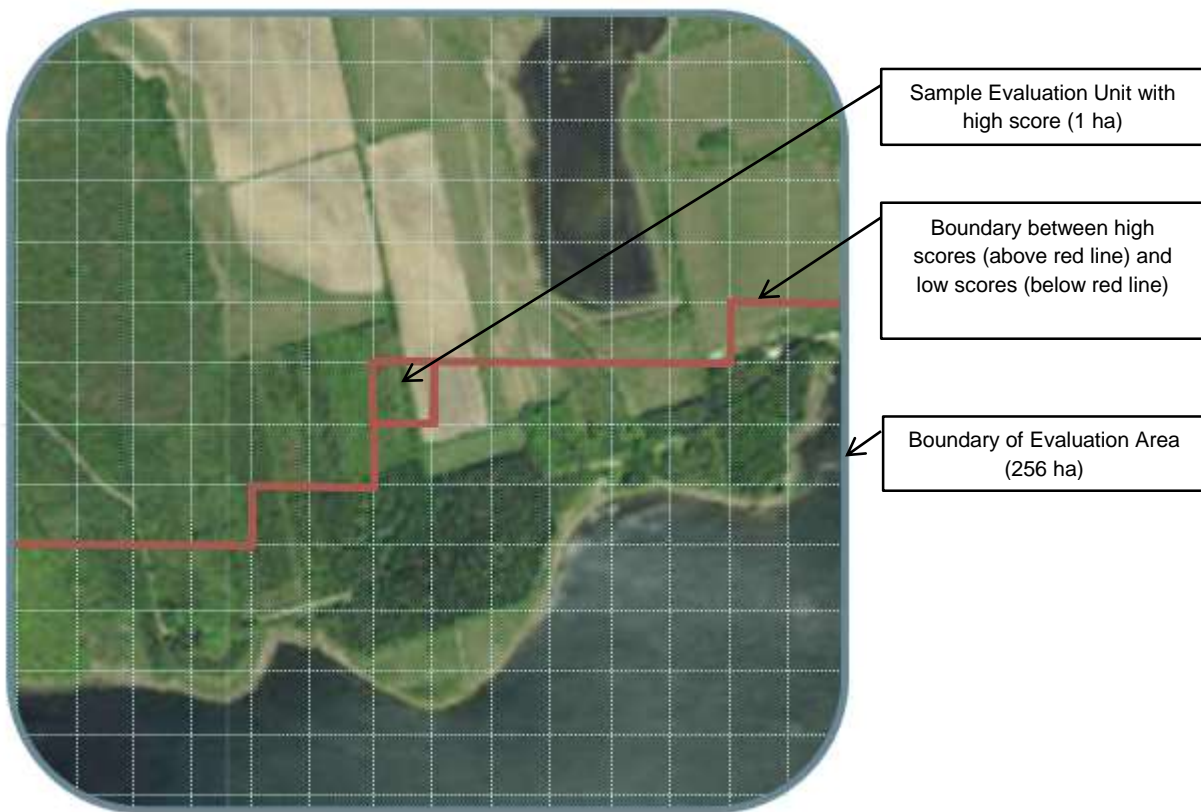 Sample Evaluation Unit with
high score (1 ha)
Boundary between high
scores (above red line) and
low scores (below red line)
Boundary of Evaluation Area
(256 ha)